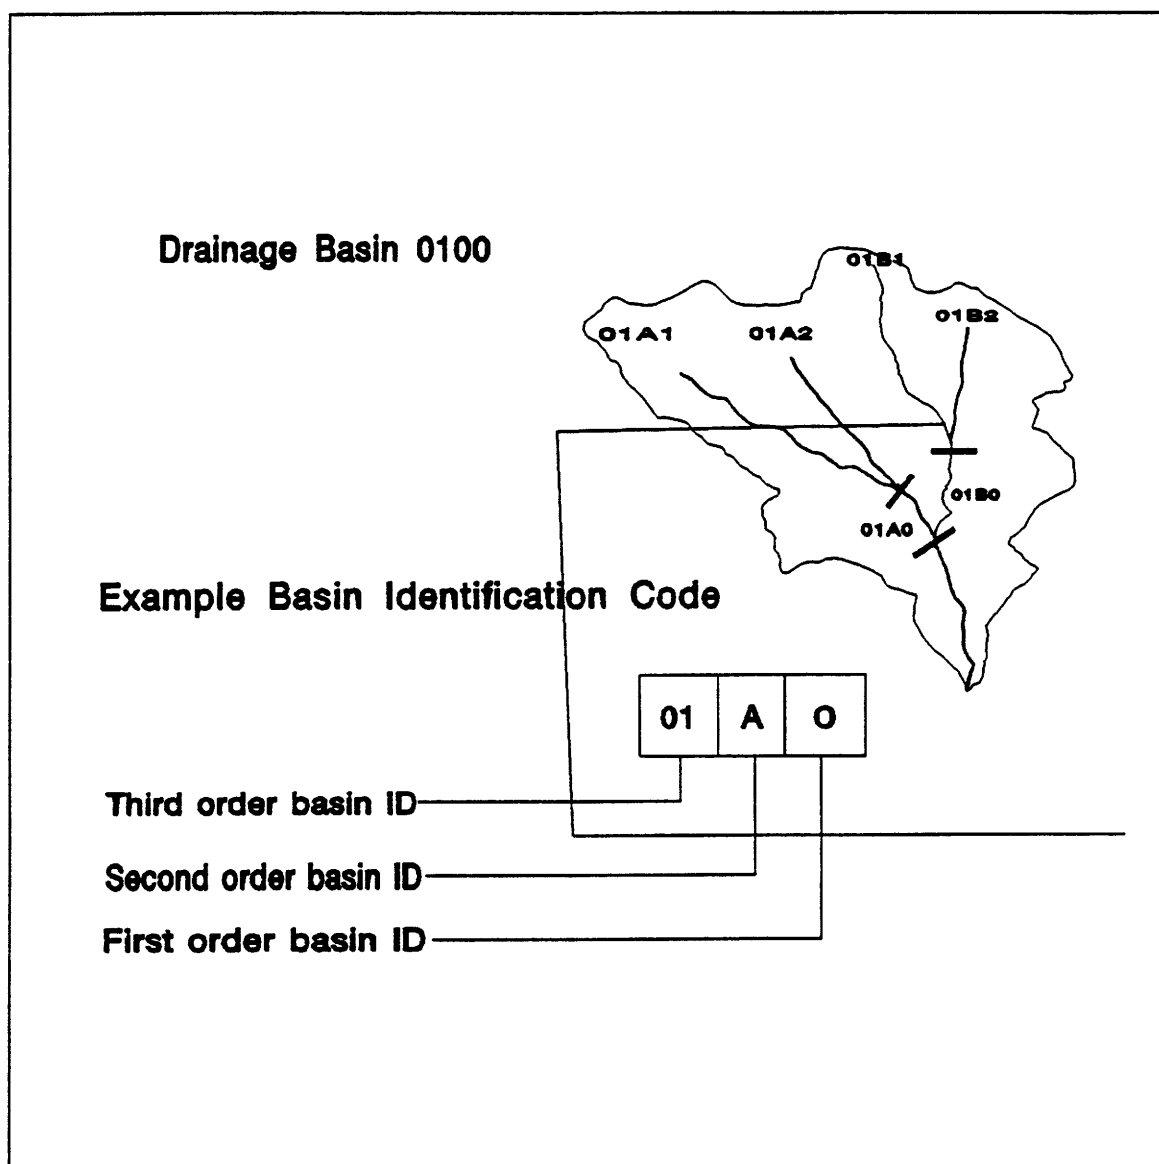 Drainage Basin 0100
01B1
01B2
01A1
01A2
01B0
01A0
Example Basin Identification Code
01 A O
Third order basin ID
Second order basin ID
First order basin ID